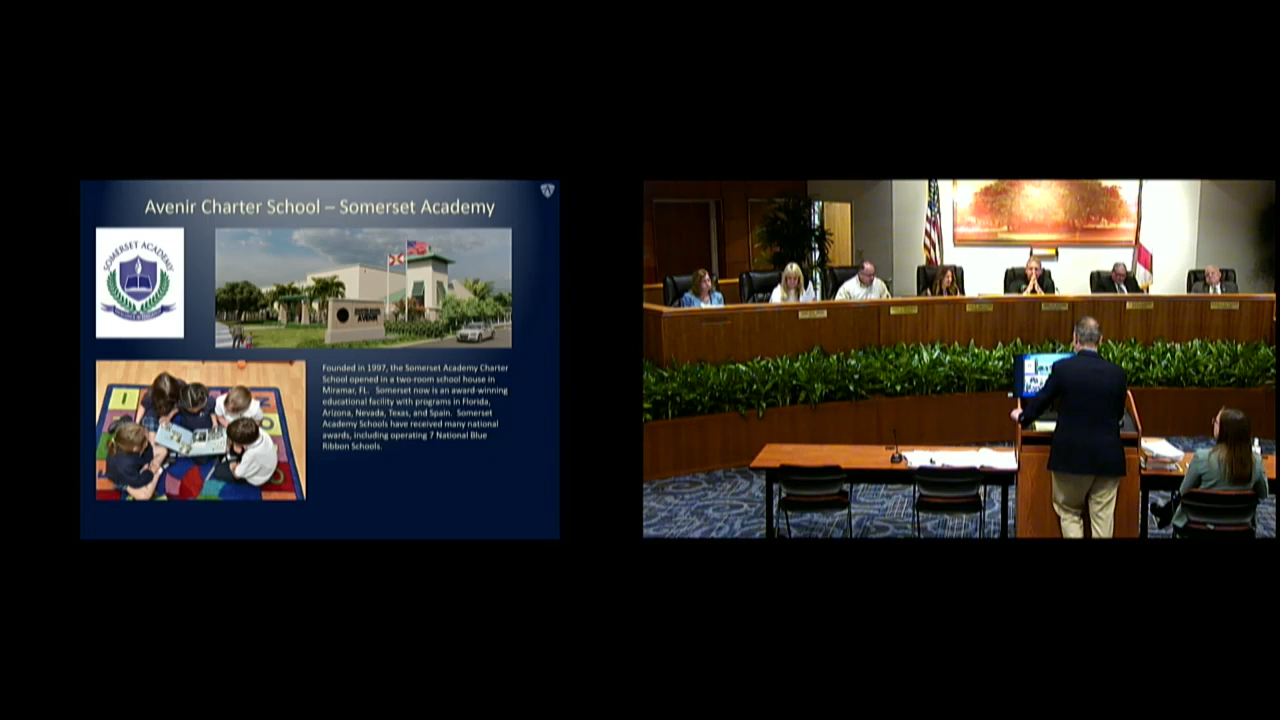 Avenir Charter School – Somerset Academy
SOMERSET ACADEMY
Founded in 1997, the Somerset Academy Charter
School opened in a two-room school house in
Miramar, FL. Somerset now is an award-winning
educational facility with programs in Florida,
Arizona, Nevada, Texas, and Spain. Somerset
Academy Schools have received many national
awards, including operating 7 National Blue
Ribbon Schools.